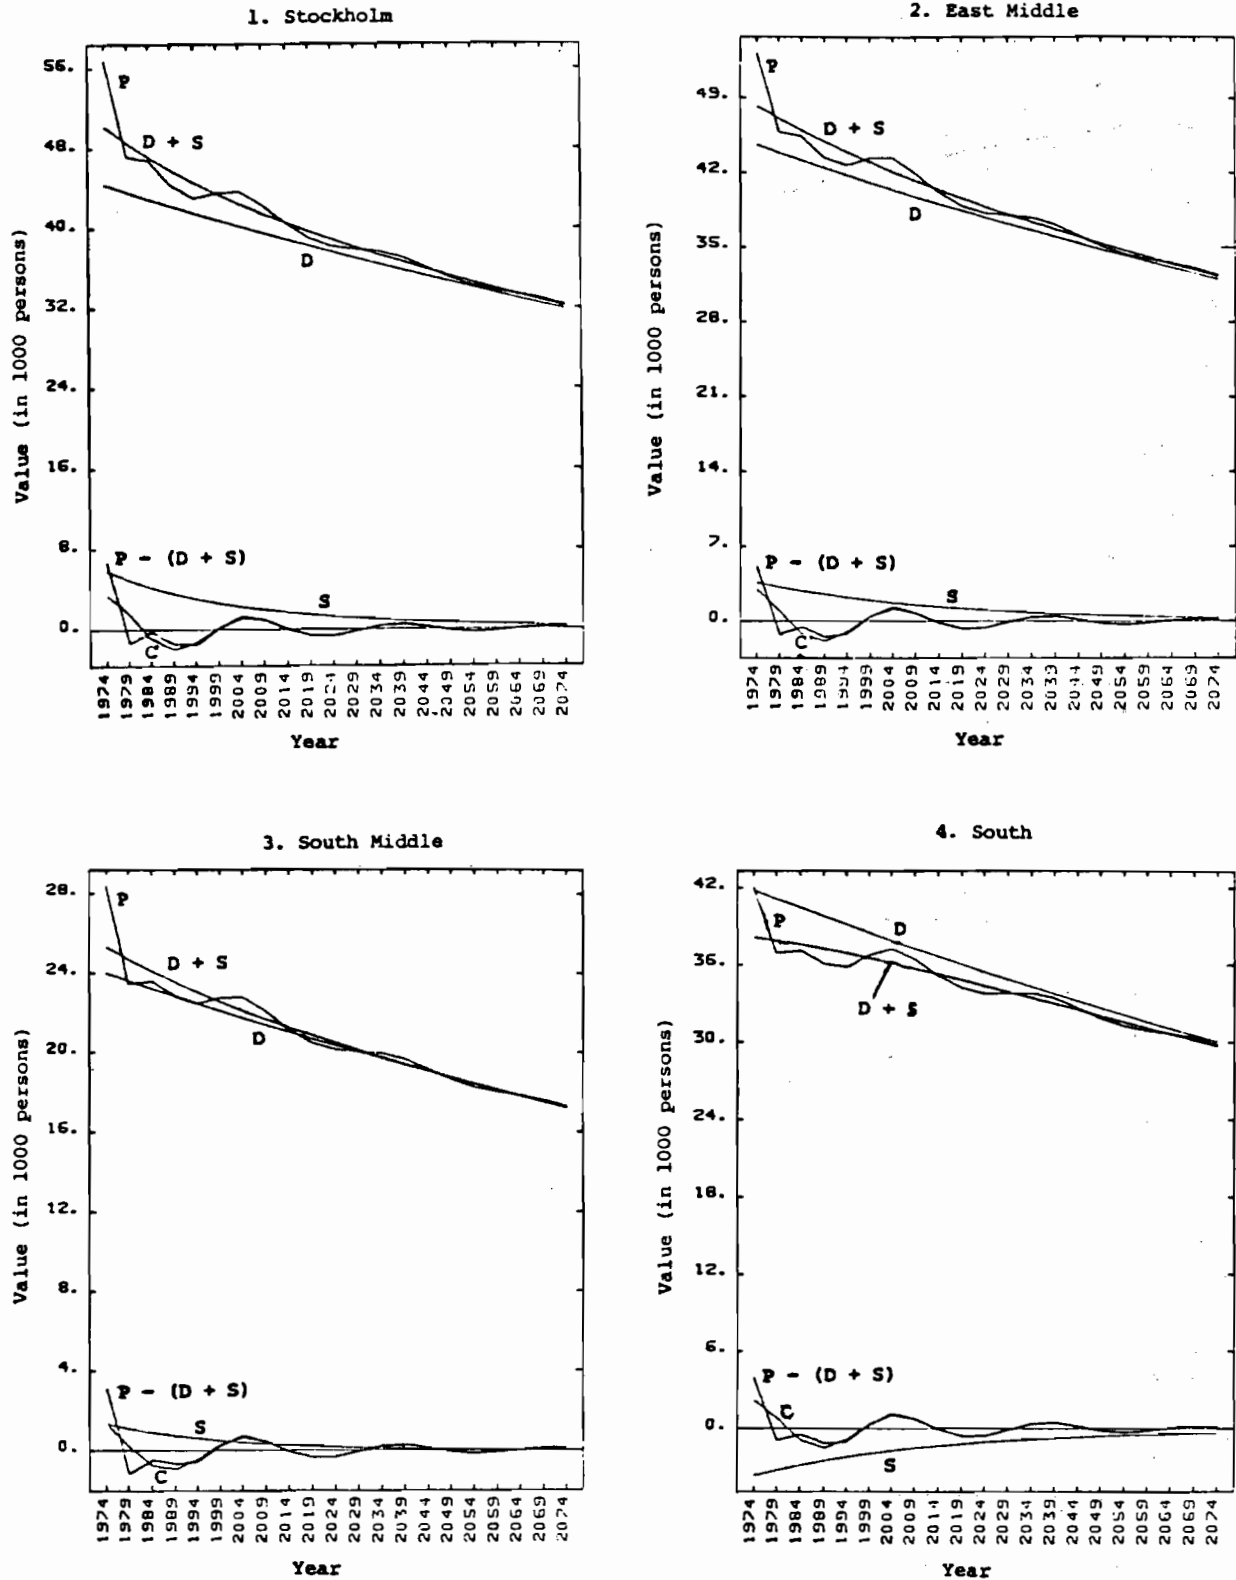 1. Stockholm
Value (in 1000 persons)
56.
48.
40.
32.
24.
16.
8.
0.
P
D + S
D
P - (D + S)
S
C
1974 1979 1984 1989 1994 1999 2004 2009 2014 2019 2024 2029 2034 2039 2044 2049 2054 2059 2064 2069 2074
Year
2. East Middle
Value (in 1000 persons)
49.
42.
35.
28.
21.
14.
7.
0.
P
D + S
D
P - (D + S)
S
C
1974 1979 1984 1989 1994 1999 2004 2009 2014 2019 2024 2029 2034 2039 2044 2049 2054 2059 2064 2069 2074
Year
3. South Middle
Value (in 1000 persons)
28.
24.
20.
16.
12.
8.
4.
0.
P
D + S
D
P - (D + S)
S
C
1974 1979 1984 1989 1994 1999 2004 2009 2014 2019 2024 2029 2034 2039 2044 2049 2054 2059 2064 2069 2074
Year
4. South
Value (in 1000 persons)
42.
36.
30.
24.
18.
12.
6.
0.
P
D
D + S
P - (D + S)
C
S
1974 1979 1984 1989 1994 1999 2004 2009 2014 2019 2024 2029 2034 2039 2044 2049 2054 2059 2064 2069 2074
Year